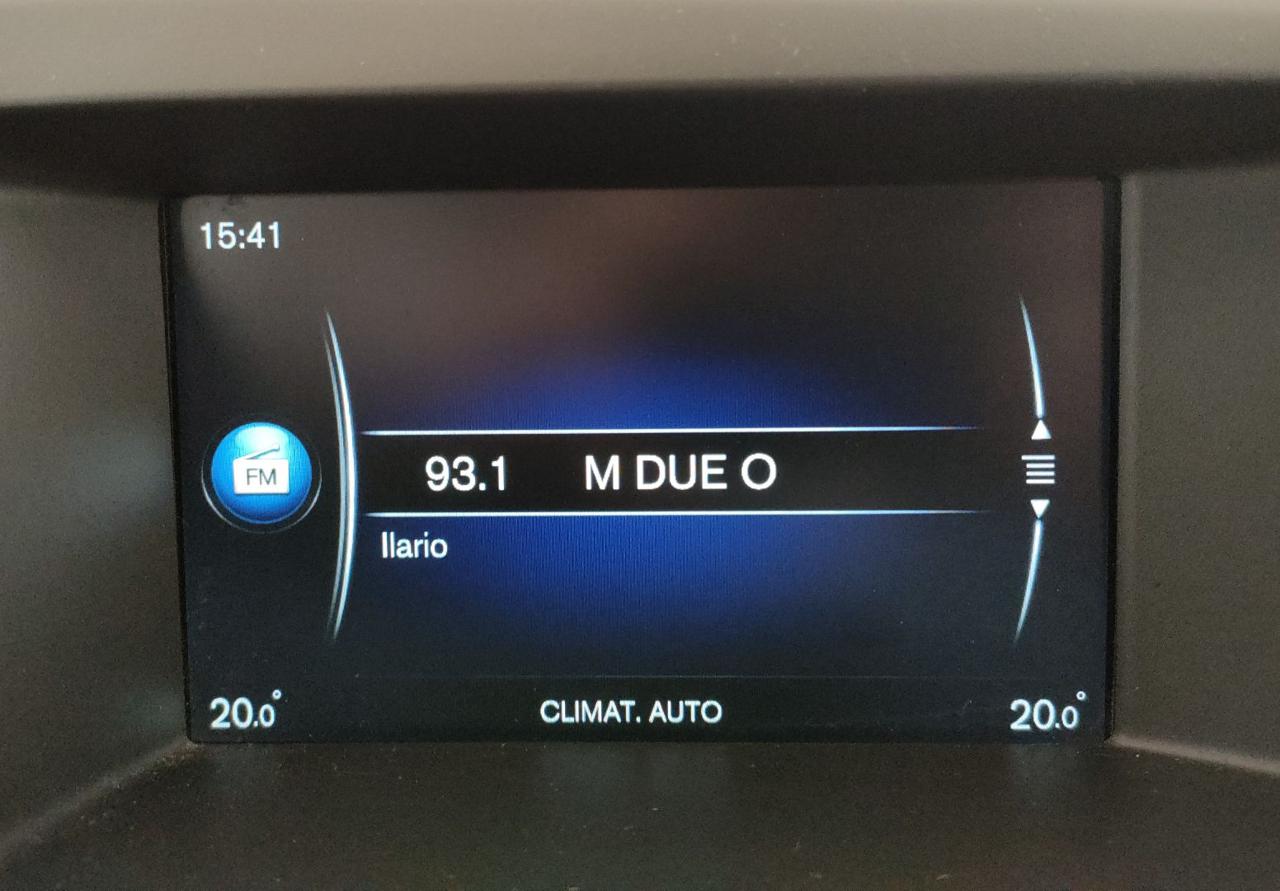 15:41
FM
93.1 M DUE O
Ilario
20.0°
CLIMAT. AUTO
20.0°